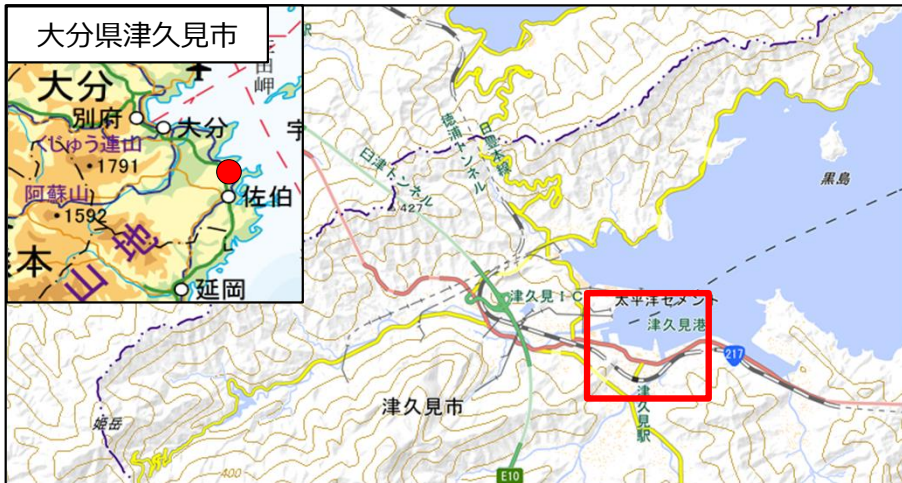 大分県津久見市
駅
大分
別府
大分
田
岬
宇
くじゅう連山
・1791
阿蘇山
・1592
佐伯
山地
本
延岡
徳浦トンネル
日豊本線
臼津トンネル
427
黒島
津久見IC
太平洋セメント
津久見港
217
津久見市
津久見駅
姫岳
400
E10